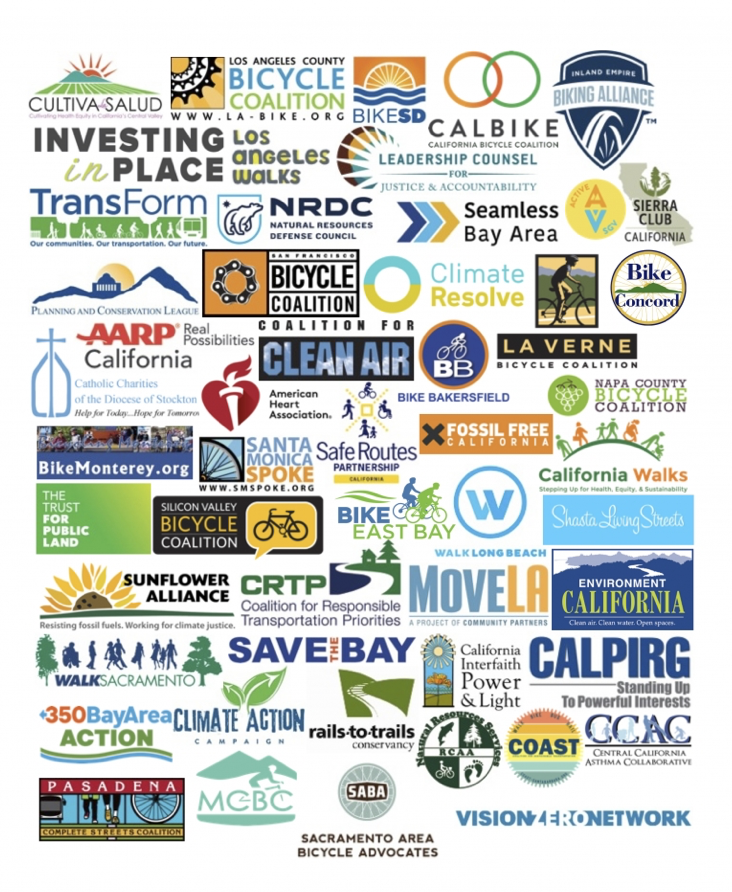 CULTIVA la SALUD
Cultivating Health Equity in California's Central Valley
LOS ANGELES COUNTY
BICYCLE
COALITION
WWW.LA-BIKE.ORG
BIKESD
CALBIKE
CALIFORNIA BICYCLE COALITION
INLAND EMPIRE
BIKING ALLIANCE
TM
INVESTING
in PLACE
Los
angeles
walks
LEADERSHIP COUNSEL
FOR
JUSTICE & ACCOUNTABILITY
TransForm
Our communities. Our transportation. Our future.
NRDC
NATURAL RESOURCES
DEFENSE COUNCIL
Seamless
Bay Area
ACTIVE
SGV
SIERRA
CLUB
CALIFORNIA
PLANNING AND CONSERVATION LEAGUE
SAN FRANCISCO
BICYCLE
COALITION
Climate
Resolve
Bike
Concord
AARP® Real
Possibilities
California
COALITION FOR
CLEAN AIR
BB
BIKE BAKERSFIELD
LA VERNE
BICYCLE COALITION
Catholic Charities
of the Diocese of Stockton
Help for Today...Hope for Tomorrow
American
Heart
Association®
NAPA COUNTY
BICYCLE
COALITION
BikeMonterey.org
SANTA
MONICA
SPOKE
WWW.SMSPOKE.ORG
Safe Routes
PARTNERSHIP
CALIFORNIA
FOSSIL FREE
CALIFORNIA
California Walks
Stepping Up for Health, Equity, & Sustainability
THE
TRUST
FOR
PUBLIC
LAND
SILICON VALLEY
BICYCLE
COALITION
BIKE
EAST BAY
W
WALK LONG BEACH
Shasta Living Streets
SUNFLOWER
ALLIANCE
Resisting fossil fuels. Working for climate justice.
CRTP
Coalition for Responsible
Transportation Priorities
MOVELA
A PROJECT OF COMMUNITY PARTNERS
ENVIRONMENT
CALIFORNIA
Clean air. Clean water. Open spaces.
WALKSACRAMENTO
SAVE THE BAY
California
Interfaith
Power
& Light
CALPIRG
Standing Up
To Powerful Interests
350BayArea
ACTION
CLIMATE ACTION
CAMPAIGN
rails-to-trails
conservancy
Natural Resources Services
RCAA
COAST
CCAC
CENTRAL CALIFORNIA
ASTHMA COLLABORATIVE
PASADENA
COMPLETE STREETS COALITION
MCBC
SABA
SACRAMENTO AREA
BICYCLE ADVOCATES
VISIONZERONETWORK